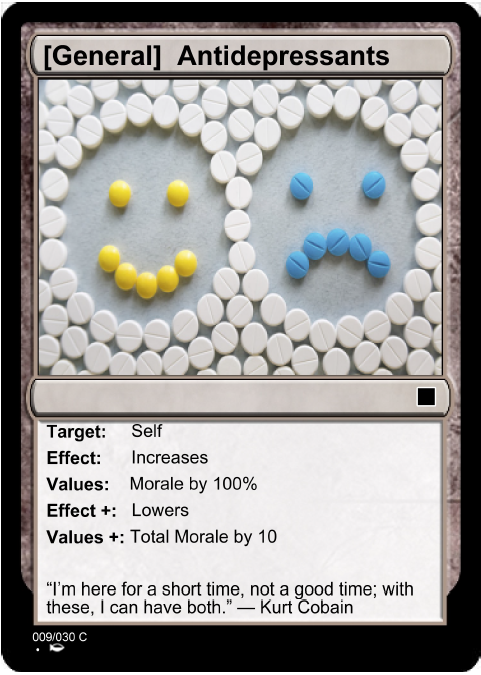 [General] Antidepressants
Target: Self
Effect: Increases
Values: Morale by 100%
Effect +: Lowers
Values +: Total Morale by 10
“I’m here for a short time, not a good time; with
these, I can have both.” — Kurt Cobain
009/030 C